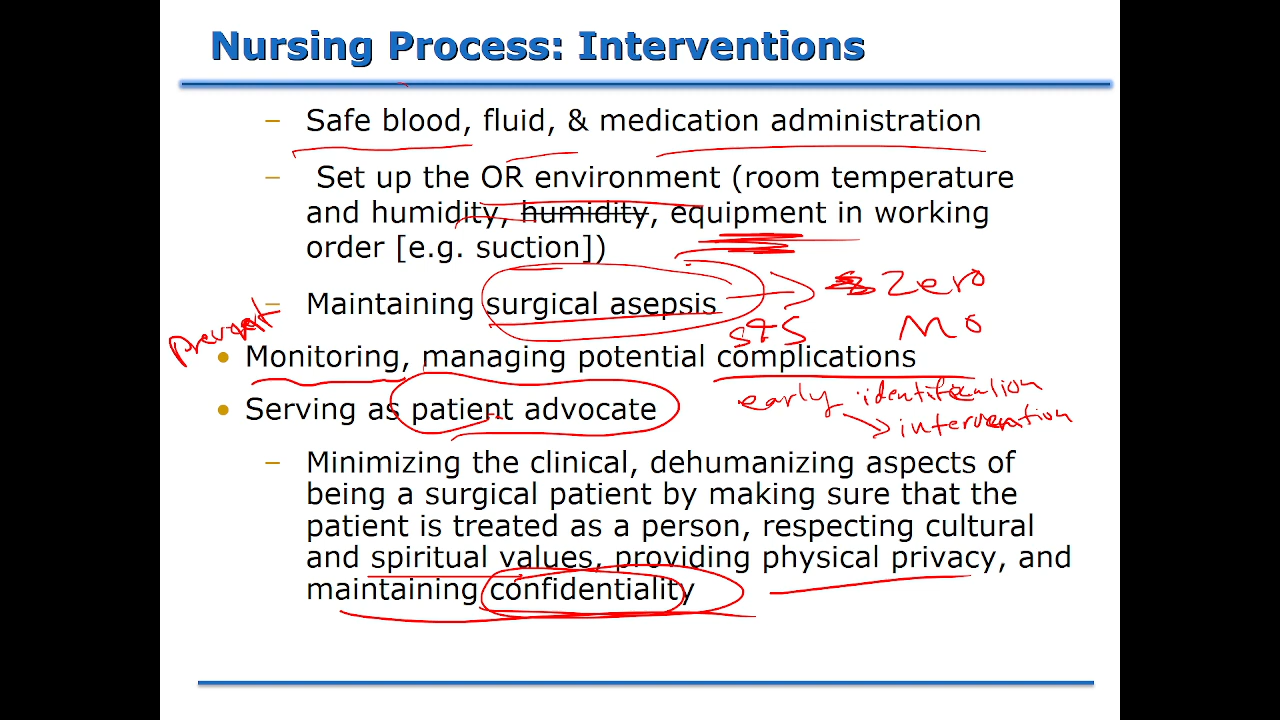 Nursing Process: Interventions
– Safe blood, fluid, & medication administration
– Set up the OR environment (room temperature
and humidity, humidity, equipment in working
order [e.g. suction])
– Maintaining surgical asepsis
Zero
MO
S&S
Prevent
• Monitoring, managing potential complications
early identification
intervention
• Serving as patient advocate
– Minimizing the clinical, dehumanizing aspects of
being a surgical patient by making sure that the
patient is treated as a person, respecting cultural
and spiritual values, providing physical privacy, and
maintaining confidentiality